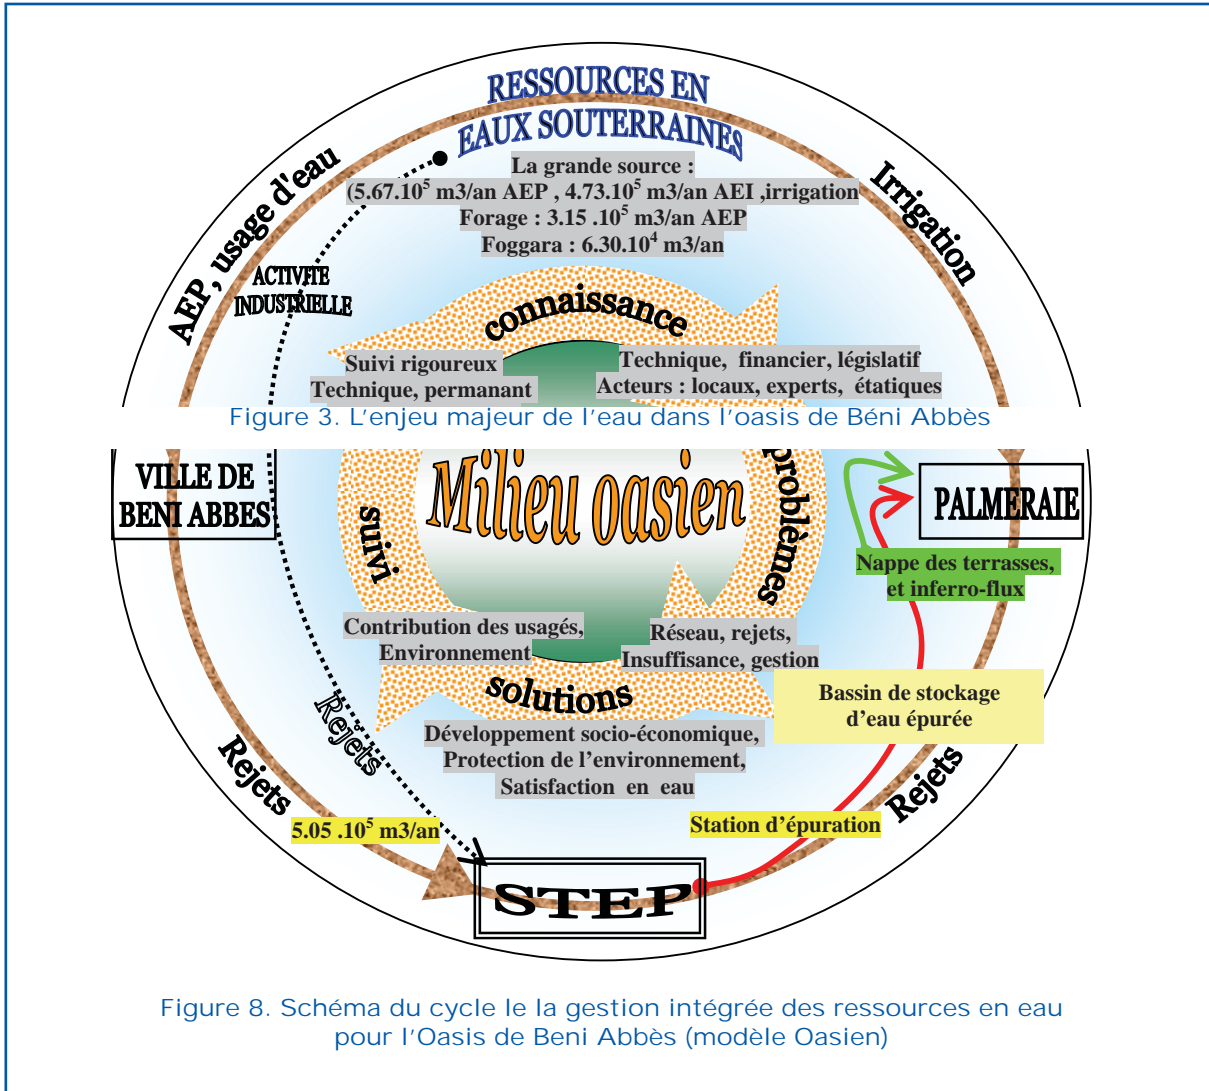 RESSOURCES EN
EAUX SOUTERRAINES
La grande source :
(5.67.10⁵ m3/an AEP , 4.73.10⁵ m3/an AEI ,irrigation
Forage : 3.15 .10⁵ m3/an AEP
Foggara : 6.30.10⁴ m3/an
AEP, usage d'eau
Irrigation
ACTIVITE
INDUSTRIELLE
connaissance
Suivi rigoureux
Technique, permanant
Technique, financier, législatif
Acteurs : locaux, experts, étatiques
Figure 3. L'enjeu majeur de l'eau dans l'oasis de Béni Abbès
VILLE DE
BENI ABBES
suivi
Milieu oasien
problèmes
PALMERAIE
Nappe des terrasses,
et inferro-flux
Contribution des usagés,
Environnement
Réseau, rejets,
Insuffisance, gestion
solutions
Bassin de stockage
d'eau épurée
Développement socio-économique,
Protection de l'environnement,
Satisfaction en eau
Rejets
Rejets
Rejets
5.05 .10⁵ m3/an
Station d'épuration
STEP
Figure 8. Schéma du cycle le la gestion intégrée des ressources en eau
pour l'Oasis de Beni Abbès (modèle Oasien)